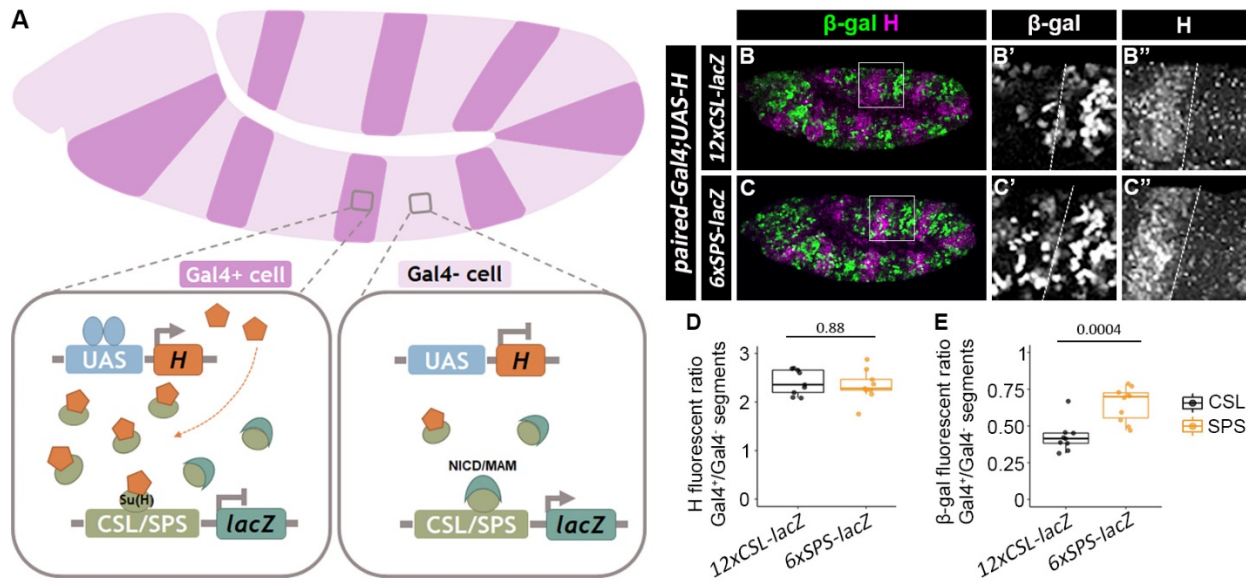 A
Gal4+ cell
Gal4- cell
UAS
H
UAS
H
Su(H)
CSL/SPS
lacZ
NICD/MAM
CSL/SPS
lacZ
β-gal H
β-gal
H
paired-Gal4;UAS-H
12xCSL-lacZ
6xSPS-lacZ
B
B'
B''
C
C'
C''
D
0.88
H fluorescent ratio
Gal4⁺/Gal4⁻ segments
3
2
1
0
12xCSL-lacZ
6xSPS-lacZ
E
0.0004
β-gal fluorescent ratio
Gal4⁺/Gal4⁻ segments
1
0.75
0.50
0.25
0
12xCSL-lacZ
6xSPS-lacZ
CSL
SPS